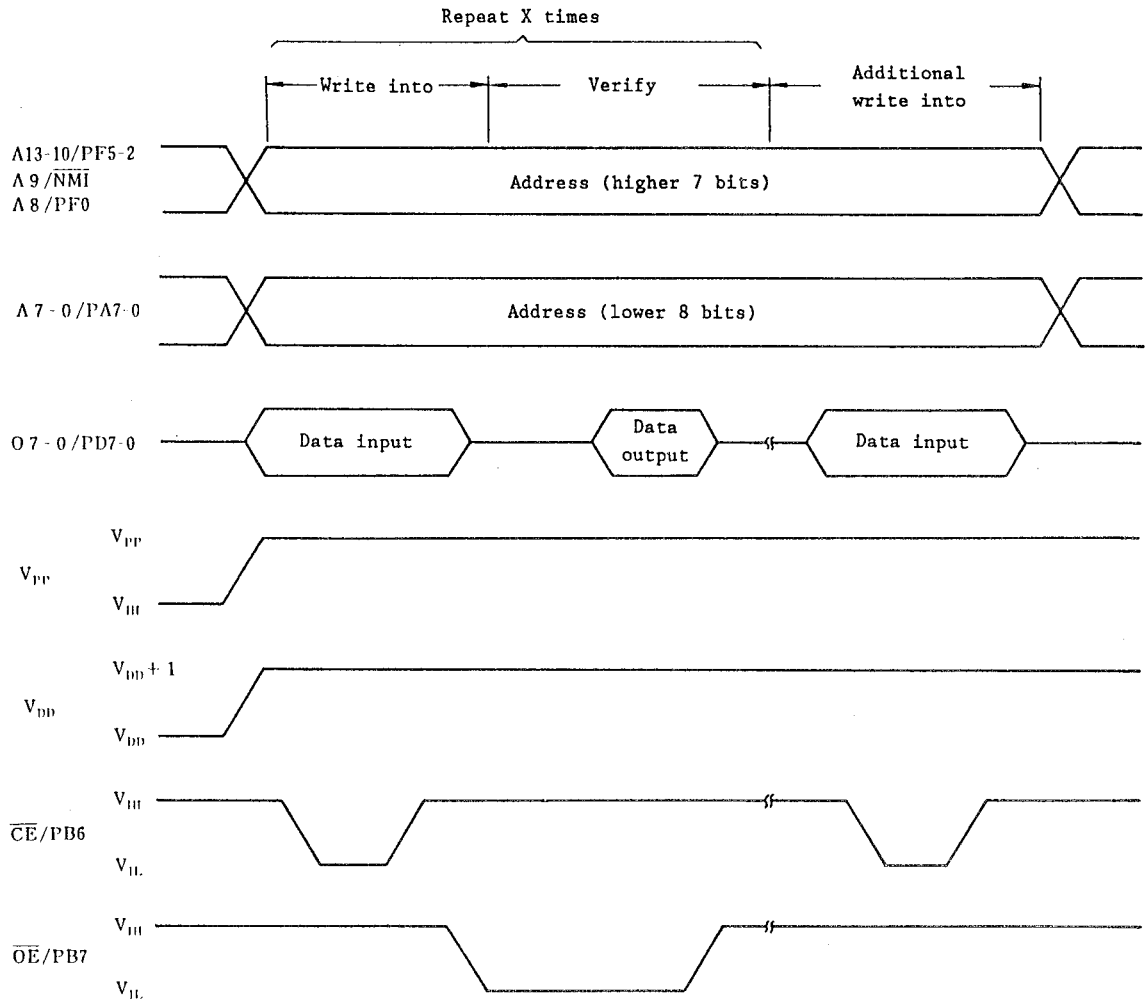 Repeat X times
Write into
Verify
Additional
write into
A13-10/PF5-2
A9/NMI
A8/PF0
Address (higher 7 bits)
A7-0/PA7-0
Address (lower 8 bits)
O7-0/PD7-0
Data input
Data
output
Data input
VPP
VPP
VIH
VDD+1
VDD
VDD
VIH
CE/PB6
VIL
VIH
OE/PB7
VIL